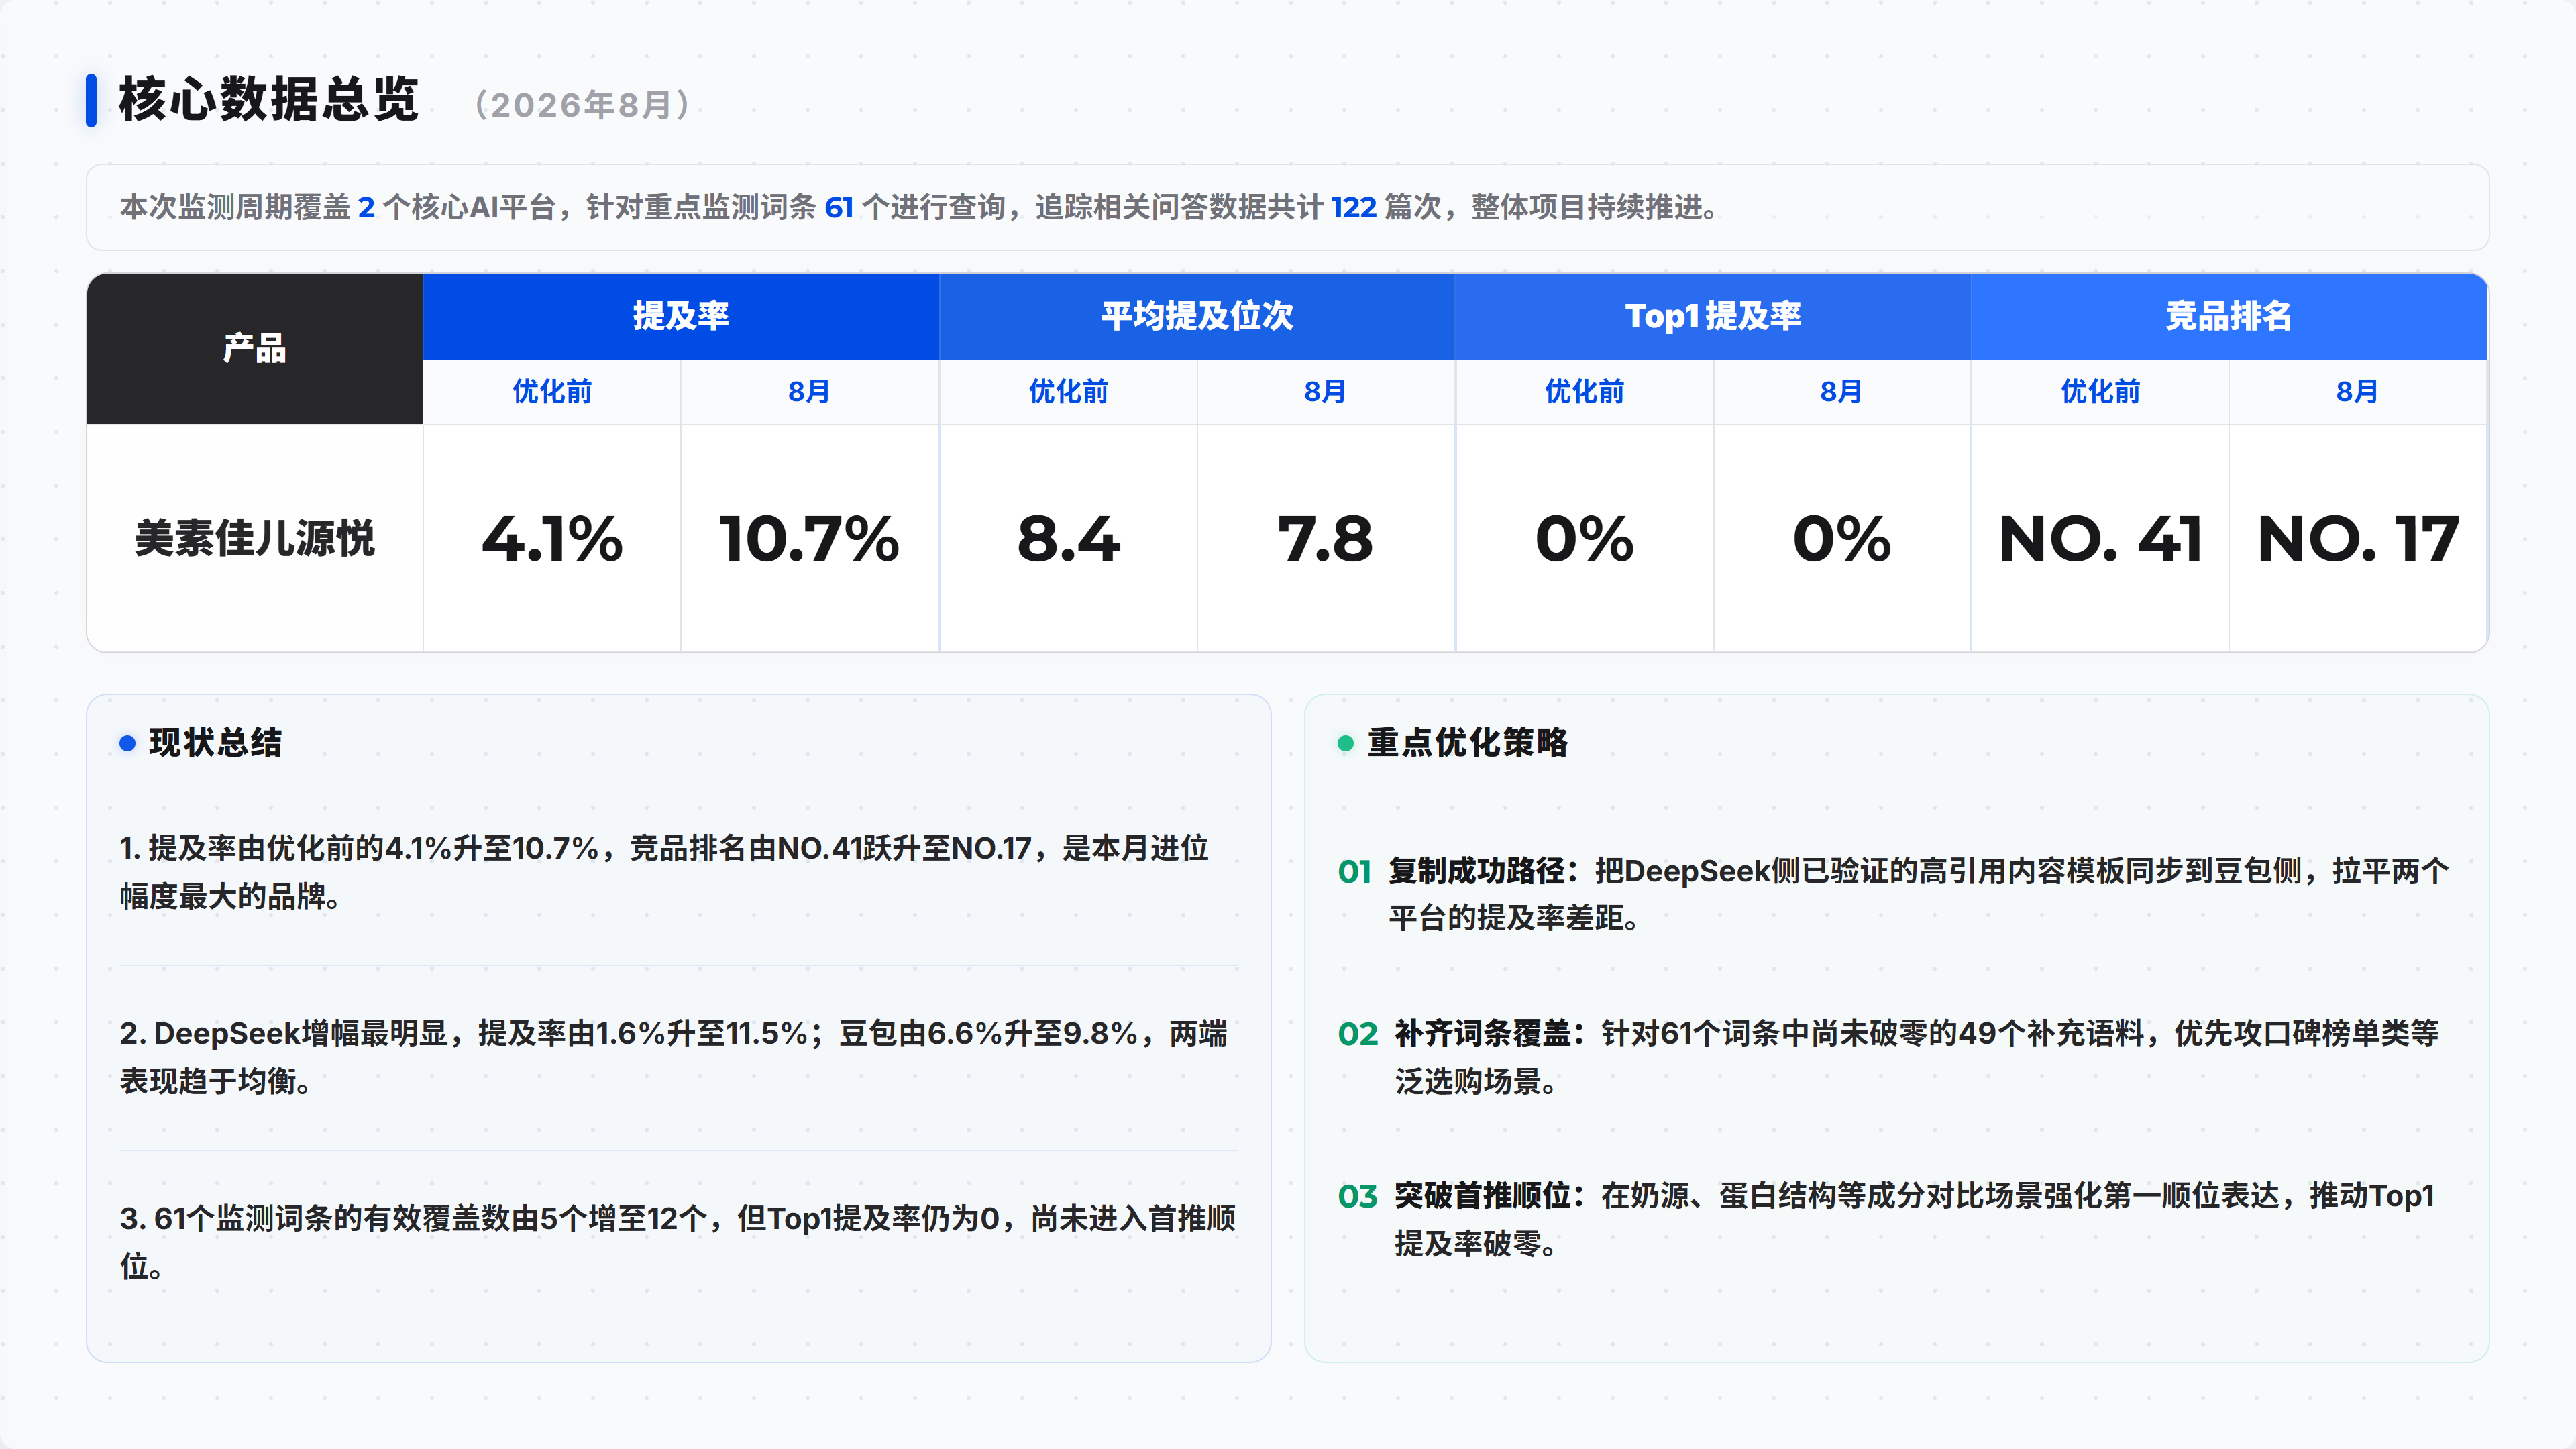 核心数据总览 （2026年8月）
本次监测周期覆盖 2 个核心AI平台，针对重点监测词条 61 个进行查询，追踪相关问答数据共计 122 篇次，整体项目持续推进。
产品 提及率 平均提及位次 Top1 提及率 竞品排名
优化前 8月 优化前 8月 优化前 8月 优化前 8月
美素佳儿源悦 4.1% 10.7% 8.4 7.8 0% 0% NO. 41 NO. 17
现状总结
1. 提及率由优化前的4.1%升至10.7%，竞品排名由NO.41跃升至NO.17，是本月进位
幅度最大的品牌。
2. DeepSeek增幅最明显，提及率由1.6%升至11.5%；豆包由6.6%升至9.8%，两端
表现趋于均衡。
3. 61个监测词条的有效覆盖数由5个增至12个，但Top1提及率仍为0，尚未进入首推顺
位。
重点优化策略
01 复制成功路径：把DeepSeek侧已验证的高引用内容模板同步到豆包侧，拉平两个
平台的提及率差距。
02 补齐词条覆盖：针对61个词条中尚未破零的49个补充语料，优先攻口碑榜单类等
泛选购场景。
03 突破首推顺位：在奶源、蛋白结构等成分对比场景强化第一顺位表达，推动Top1
提及率破零。